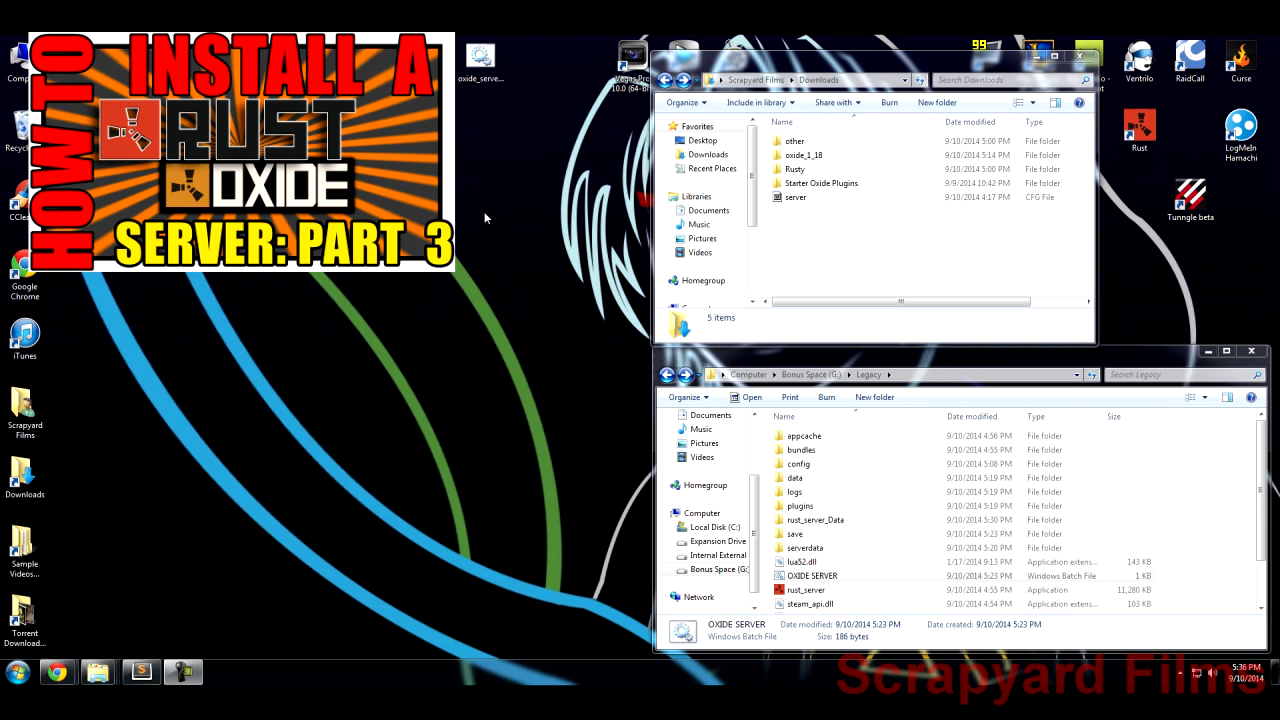 HOW TO
INSTALL A
RUST
OXIDE
SERVER: PART 3
oxide_serve...
Vegas Pro
10.0 (64-b
99
Ventrilo
RaidCall
Curse
Rust
LogMeIn
Hamachi
Tunngle beta
Google
Chrome
iTunes
Scrapyard
Films
Downloads
Sample
Videos...
Torrent
Download...
Scrapyard Films
Downloads
Search Downloads
Organize
Include in library
Share with
Burn
New folder
Name
Date modified
Type
Favorites
Desktop
Downloads
Recent Places
Libraries
Documents
Music
Pictures
Videos
Homegroup
other 9/10/2014 5:00 PM File folder
oxide_1_18 9/10/2014 5:14 PM File folder
Rusty 9/10/2014 5:00 PM File folder
Starter Oxide Plugins 9/9/2014 10:42 PM File folder
server 9/10/2014 4:17 PM CFG File
5 items
Computer
Bonus Space (G:)
Legacy
Search Legacy
Organize
Open
Print
Burn
New folder
Name
Date modified
Type
Size
Documents
Music
Pictures
Videos
Homegroup
Computer
Local Disk (C:)
Expansion Drive
Internal External
Bonus Space (G:)
Network
appcache 9/10/2014 4:56 PM File folder
bundles 9/10/2014 4:55 PM File folder
config 9/10/2014 5:08 PM File folder
data 9/10/2014 5:19 PM File folder
logs 9/10/2014 5:19 PM File folder
plugins 9/10/2014 5:19 PM File folder
rust_server_Data 9/10/2014 5:30 PM File folder
save 9/10/2014 5:23 PM File folder
serverdata 9/10/2014 5:20 PM File folder
lua52.dll 1/17/2014 9:13 PM Application extens... 143 KB
OXIDE SERVER 9/10/2014 5:23 PM Windows Batch File 1 KB
rust_server 9/10/2014 4:55 PM Application 11,280 KB
steam_api.dll 9/10/2014 4:54 PM Application extens... 103 KB
OXIDE SERVER Date modified: 9/10/2014 5:23 PM Date created: 9/10/2014 5:23 PM
Windows Batch File Size: 186 bytes
5:36 PM
9/10/2014
Scrapyard Films